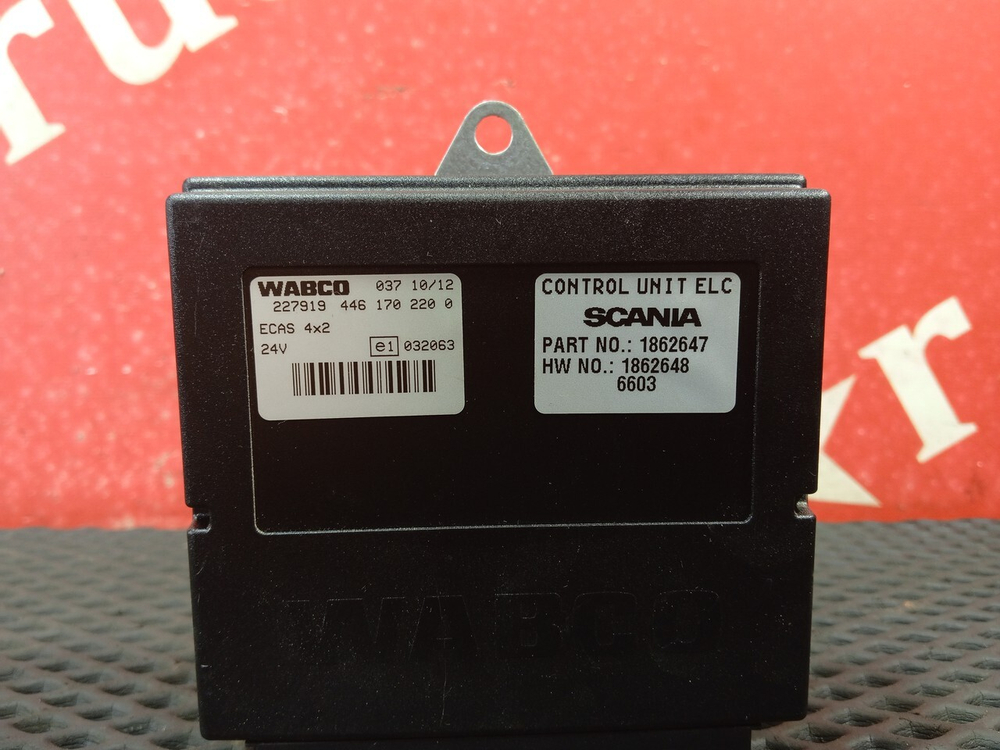 WABCO 037 10/12
227919 446 170 220 0
ECAS 4x2
24V e1 032063
CONTROL UNIT ELC
SCANIA
PART NO.: 1862647
HW NO.: 1862648
6603
WABCO